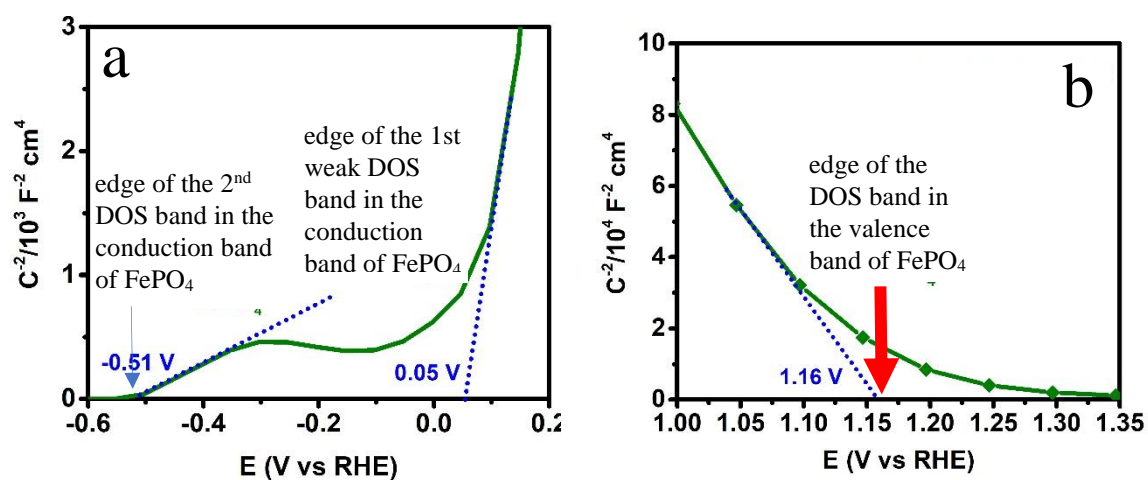 a
3
2
1
0
C⁻²/10³ F⁻² cm⁴
edge of the 2nd
DOS band in the
conduction band
of FePO₄
edge of the 1st
weak DOS
band in the
conduction
band of FePO₄
4
-0.51 V
0.05 V
-0.6 -0.4 -0.2 0.0 0.2
E (V vs RHE)
b
10
8
6
4
2
0
C⁻²/10⁴ F⁻² cm⁴
edge of the
DOS band in
the valence
band of FePO₄
4
1.16 V
1.00 1.05 1.10 1.15 1.20 1.25 1.30 1.35
E (V vs RHE)